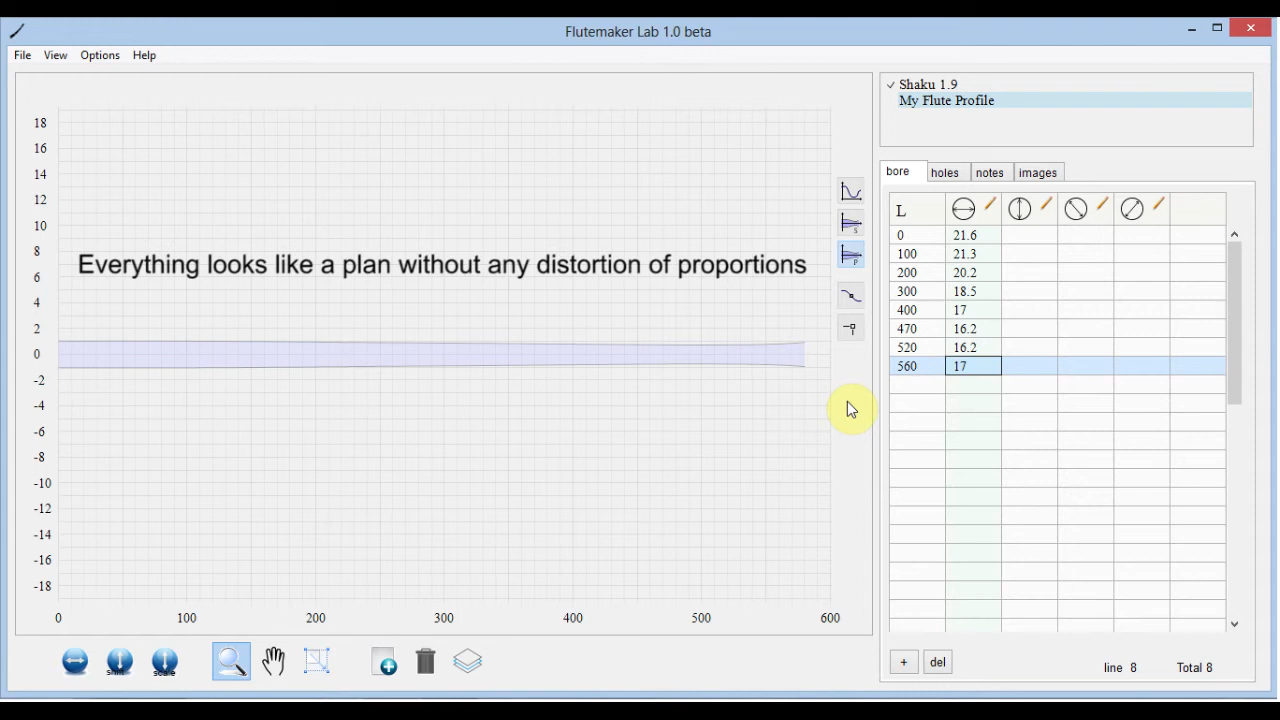 Flutemaker Lab 1.0 beta
File View Options Help
Everything looks like a plan without any distortion of proportions
18
16
14
12
10
8
6
4
2
0
-2
-4
-6
-8
-10
-12
-14
-16
-18
0 100 200 300 400 500 600
S
P
shift
scale
✓ Shaku 1.9
My Flute Profile
bore holes notes images
L
0 21.6
100 21.3
200 20.2
300 18.5
400 17
470 16.2
520 16.2
560 17
+ del line 8 Total 8